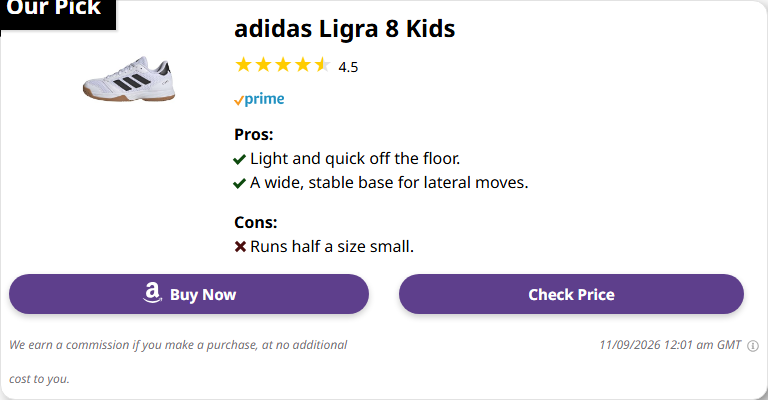 Our Pick
adidas Ligra 8 Kids
4.5
prime
Pros:
Light and quick off the floor.
A wide, stable base for lateral moves.
Cons:
Runs half a size small.
Buy Now
Check Price
We earn a commission if you make a purchase, at no additional
cost to you.
11/09/2026 12:01 am GMT